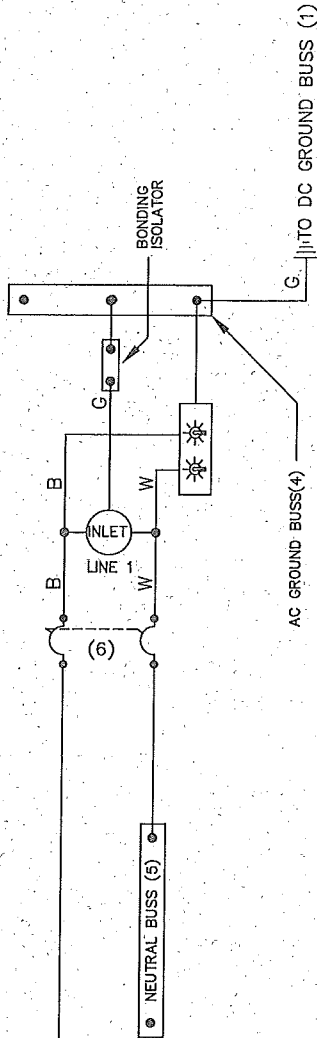 TO DC GROUND BUSS (1)
G
BONDING
ISOLATOR
G
B
B
INLET
LINE 1
W
W
(6)
AC GROUND BUSS(4)
NEUTRAL BUSS (5)